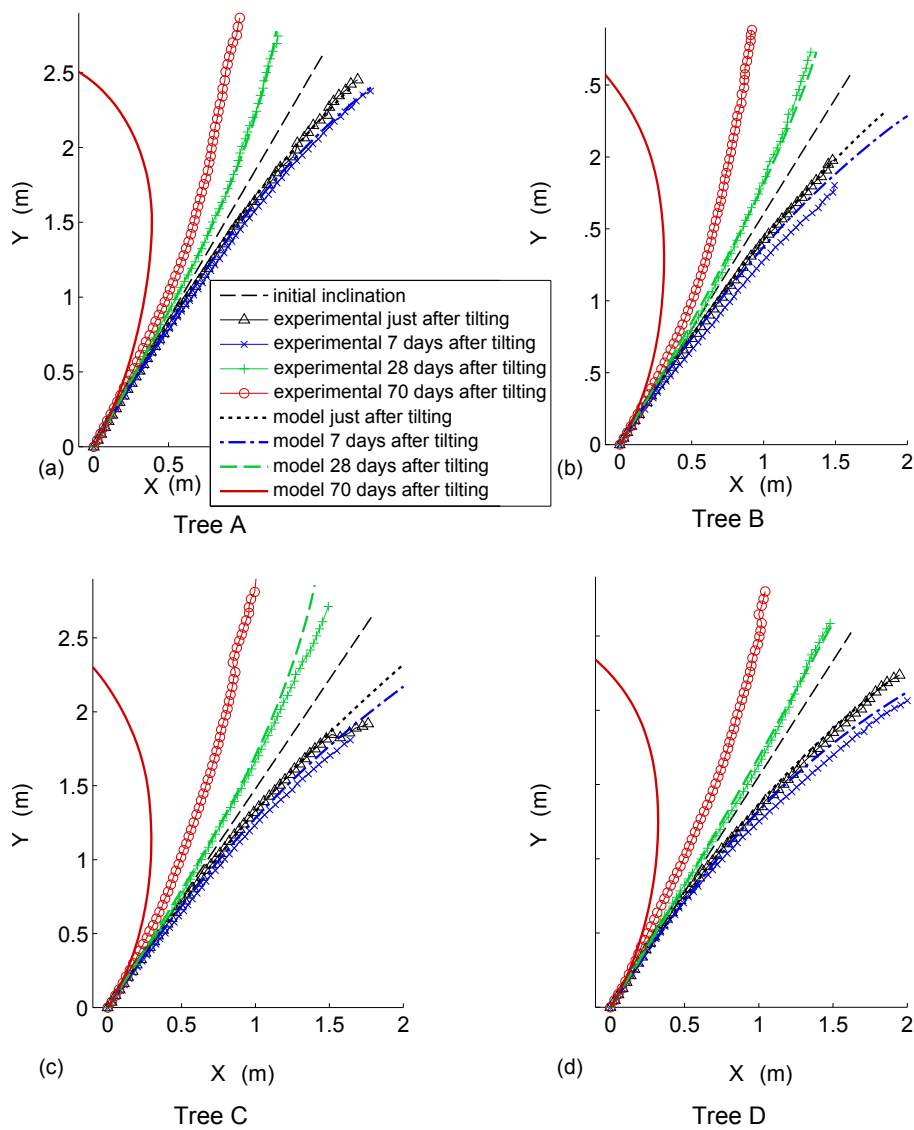 2.5
2
1.5
1
0.5
0
Y (m)
0.5
(a)
X (m)
Tree A
initial inclination
experimental just after tilting
experimental 7 days after tilting
experimental 28 days after tilting
experimental 70 days after tilting
model just after tilting
model 7 days after tilting
model 28 days after tilting
model 70 days after tilting
.5
2
.5
1
.5
0
Y (m)
0 0.5 1 1.5 2
(b)
X (m)
Tree B
2.5
2
1.5
1
0.5
0
Y (m)
0 0.5 1 1.5 2
(c)
X (m)
Tree C
Y (m)
0 0.5 1 1.5 2
(d)
X (m)
Tree D